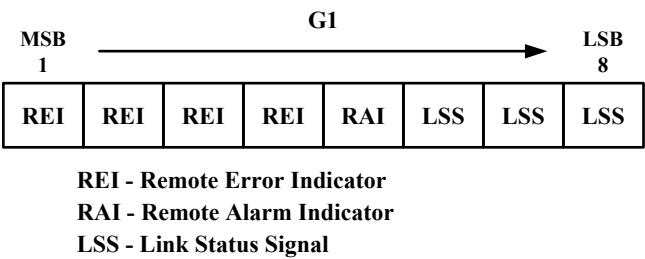 G1
MSB LSB
1 8
REI REI REI REI RAI LSS LSS LSS
REI - Remote Error Indicator
RAI - Remote Alarm Indicator
LSS - Link Status Signal